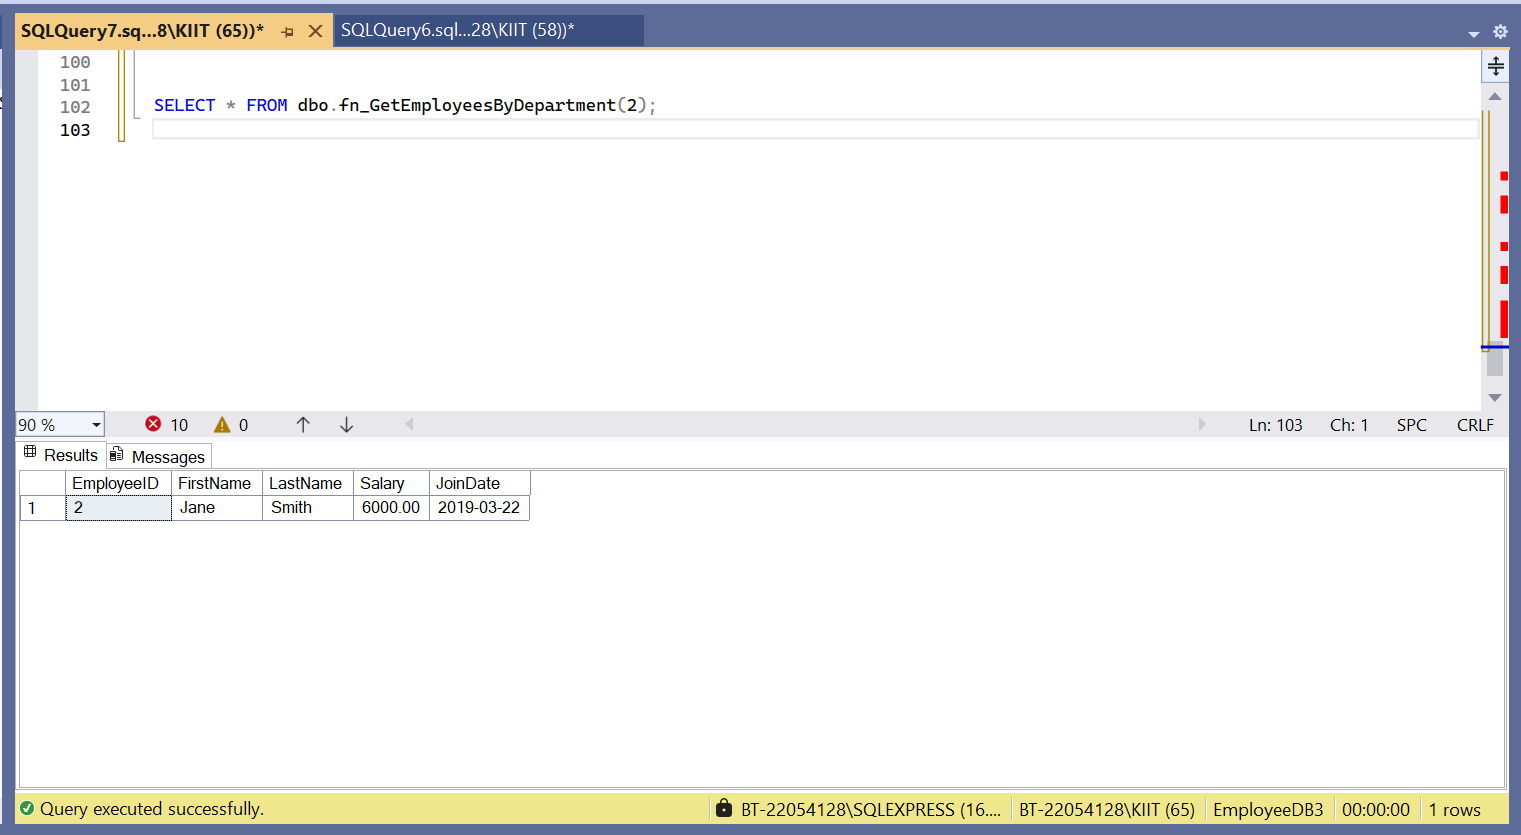 SQLQuery7.sq...8\KIIT (65))* SQLQuery6.sql...28\KIIT (58))*
100
101
102 SELECT * FROM dbo.fn_GetEmployeesByDepartment(2);
103
90 % 10 0 Ln: 103 Ch: 1 SPC CRLF
Results Messages
EmployeeID FirstName LastName Salary JoinDate
1 2 Jane Smith 6000.00 2019-03-22
Query executed successfully. BT-22054128\SQLEXPRESS (16.... BT-22054128\KIIT (65) EmployeeDB3 00:00:00 1 rows